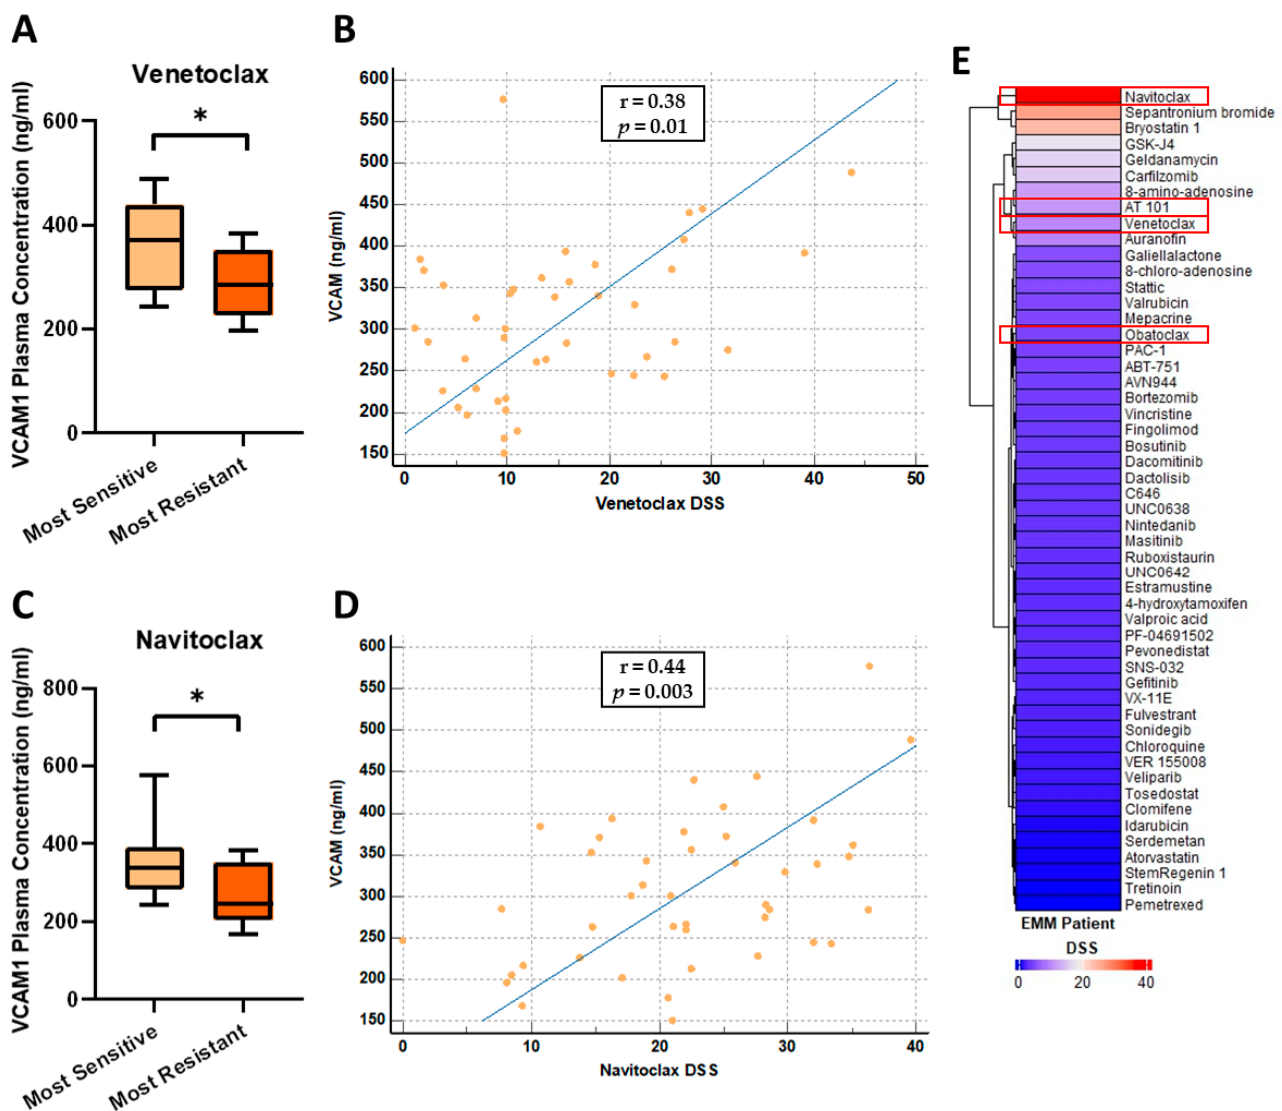 A
Venetoclax
VCAM1 Plasma Concentration (ng/ml)
600
400
200
0
*
Most Sensitive
Most Resistant
B
600
550
500
450
400
350
300
250
200
150
VCAM (ng/ml)
r = 0.38
p = 0.01
0 10 20 30 40 50
Venetoclax DSS
C
Navitoclax
VCAM1 Plasma Concentration (ng/ml)
800
600
400
200
0
*
Most Sensitive
Most Resistant
D
600
550
500
450
400
350
300
250
200
150
VCAM (ng/ml)
r = 0.44
p = 0.003
0 10 20 30 40
Navitoclax DSS
E
Navitoclax
Sepantronium bromide
Bryostatin 1
GSK-J4
Geldanamycin
Carfilzomib
8-amino-adenosine
AT 101
Venetoclax
Auranofin
Galiellalactone
8-chloro-adenosine
Stattic
Valrubicin
Mepacrine
Obatoclax
PAC-1
ABT-751
AVN944
Bortezomib
Vincristine
Fingolimod
Bosutinib
Dacomitinib
Dactolisib
C646
UNC0638
Nintedanib
Masitinib
Ruboxistaurin
UNC0642
Estramustine
4-hydroxytamoxifen
Valproic acid
PF-04691502
Pevonedistat
SNS-032
Gefitinib
VX-11E
Fulvestrant
Sonidegib
Chloroquine
VER 155008
Veliparib
Tosedostat
Clomifene
Idarubicin
Serdemetan
Atorvastatin
StemRegenin 1
Tretinoin
Pemetrexed
EMM Patient
DSS
0 20 40